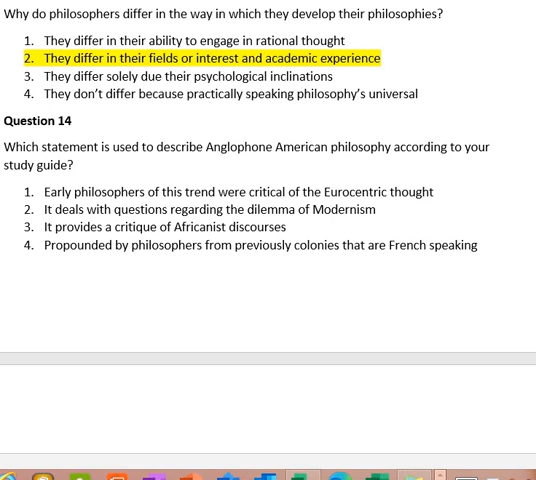 Why do philosophers differ in the way in which they develop their philosophies?
1. They differ in their ability to engage in rational thought
2. They differ in their fields or interest and academic experience
3. They differ solely due their psychological inclinations
4. They don’t differ because practically speaking philosophy’s universal
Question 14
Which statement is used to describe Anglophone American philosophy according to your
study guide?
1. Early philosophers of this trend were critical of the Eurocentric thought
2. It deals with questions regarding the dilemma of Modernism
3. It provides a critique of Africanist discourses
4. Propounded by philosophers from previously colonies that are French speaking